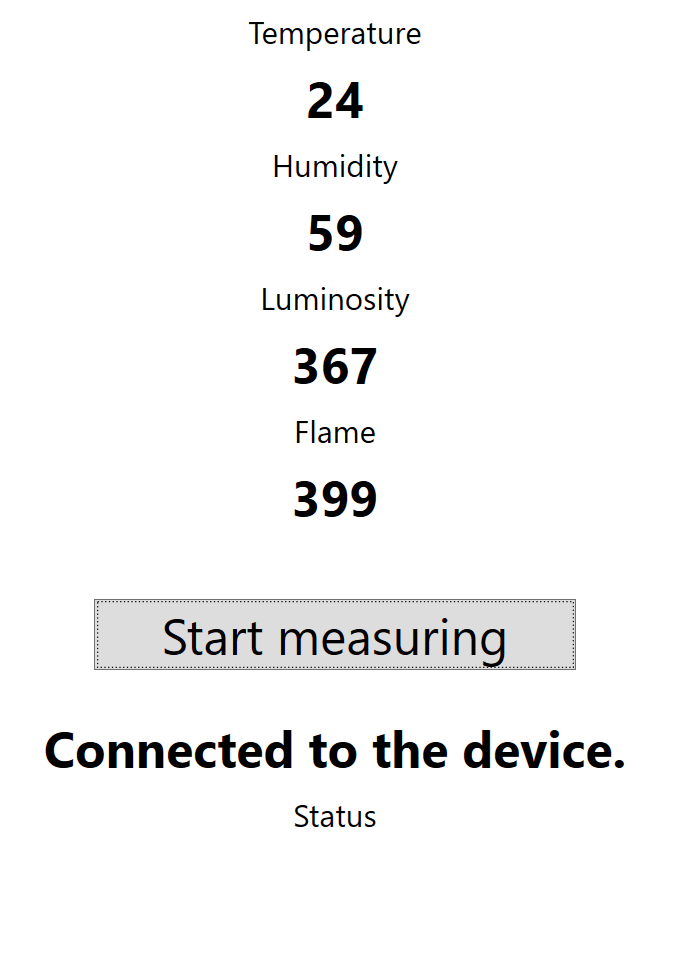 Temperature
24
Humidity
59
Luminosity
367
Flame
399
Start measuring
Connected to the device.
Status